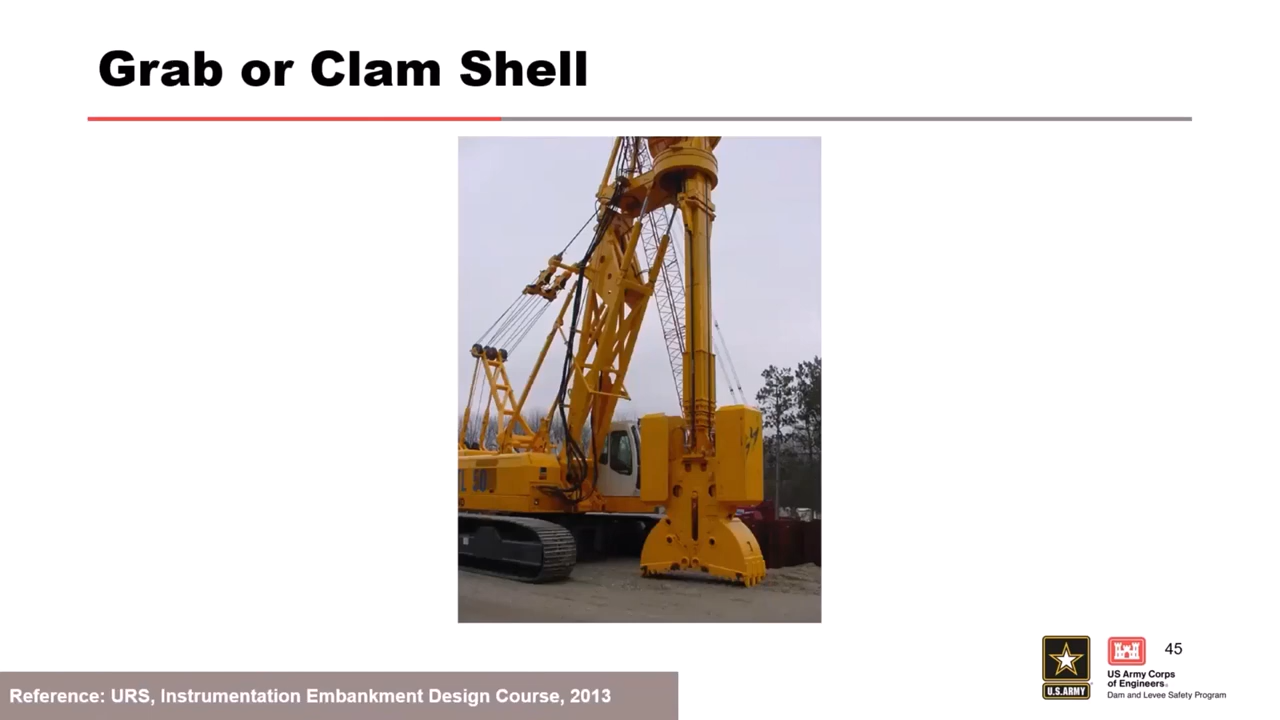 Grab or Clam Shell
45
U.S.ARMY
US Army Corps
of Engineers®
Dam and Levee Safety Program
Reference: URS, Instrumentation Embankment Design Course, 2013